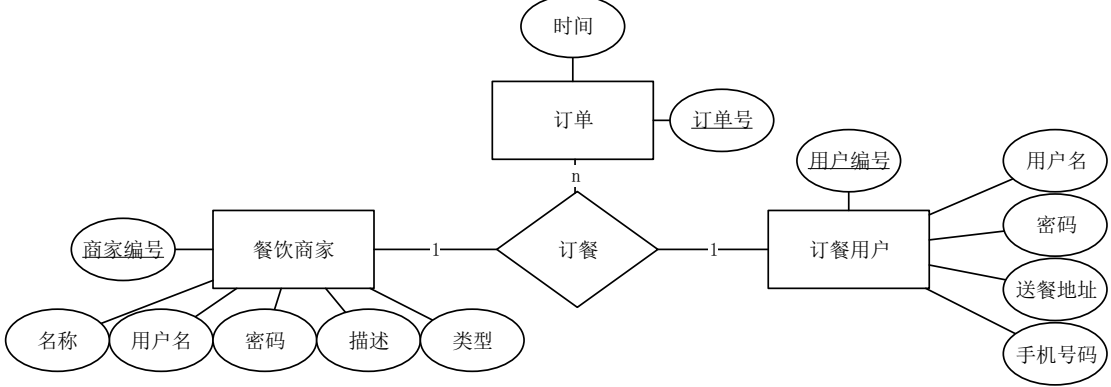 时间
订单
订单号
n
用户编号
用户名
密码
送餐地址
手机号码
商家编号
餐饮商家
1
订餐
1
订餐用户
名称
用户名
密码
描述
类型